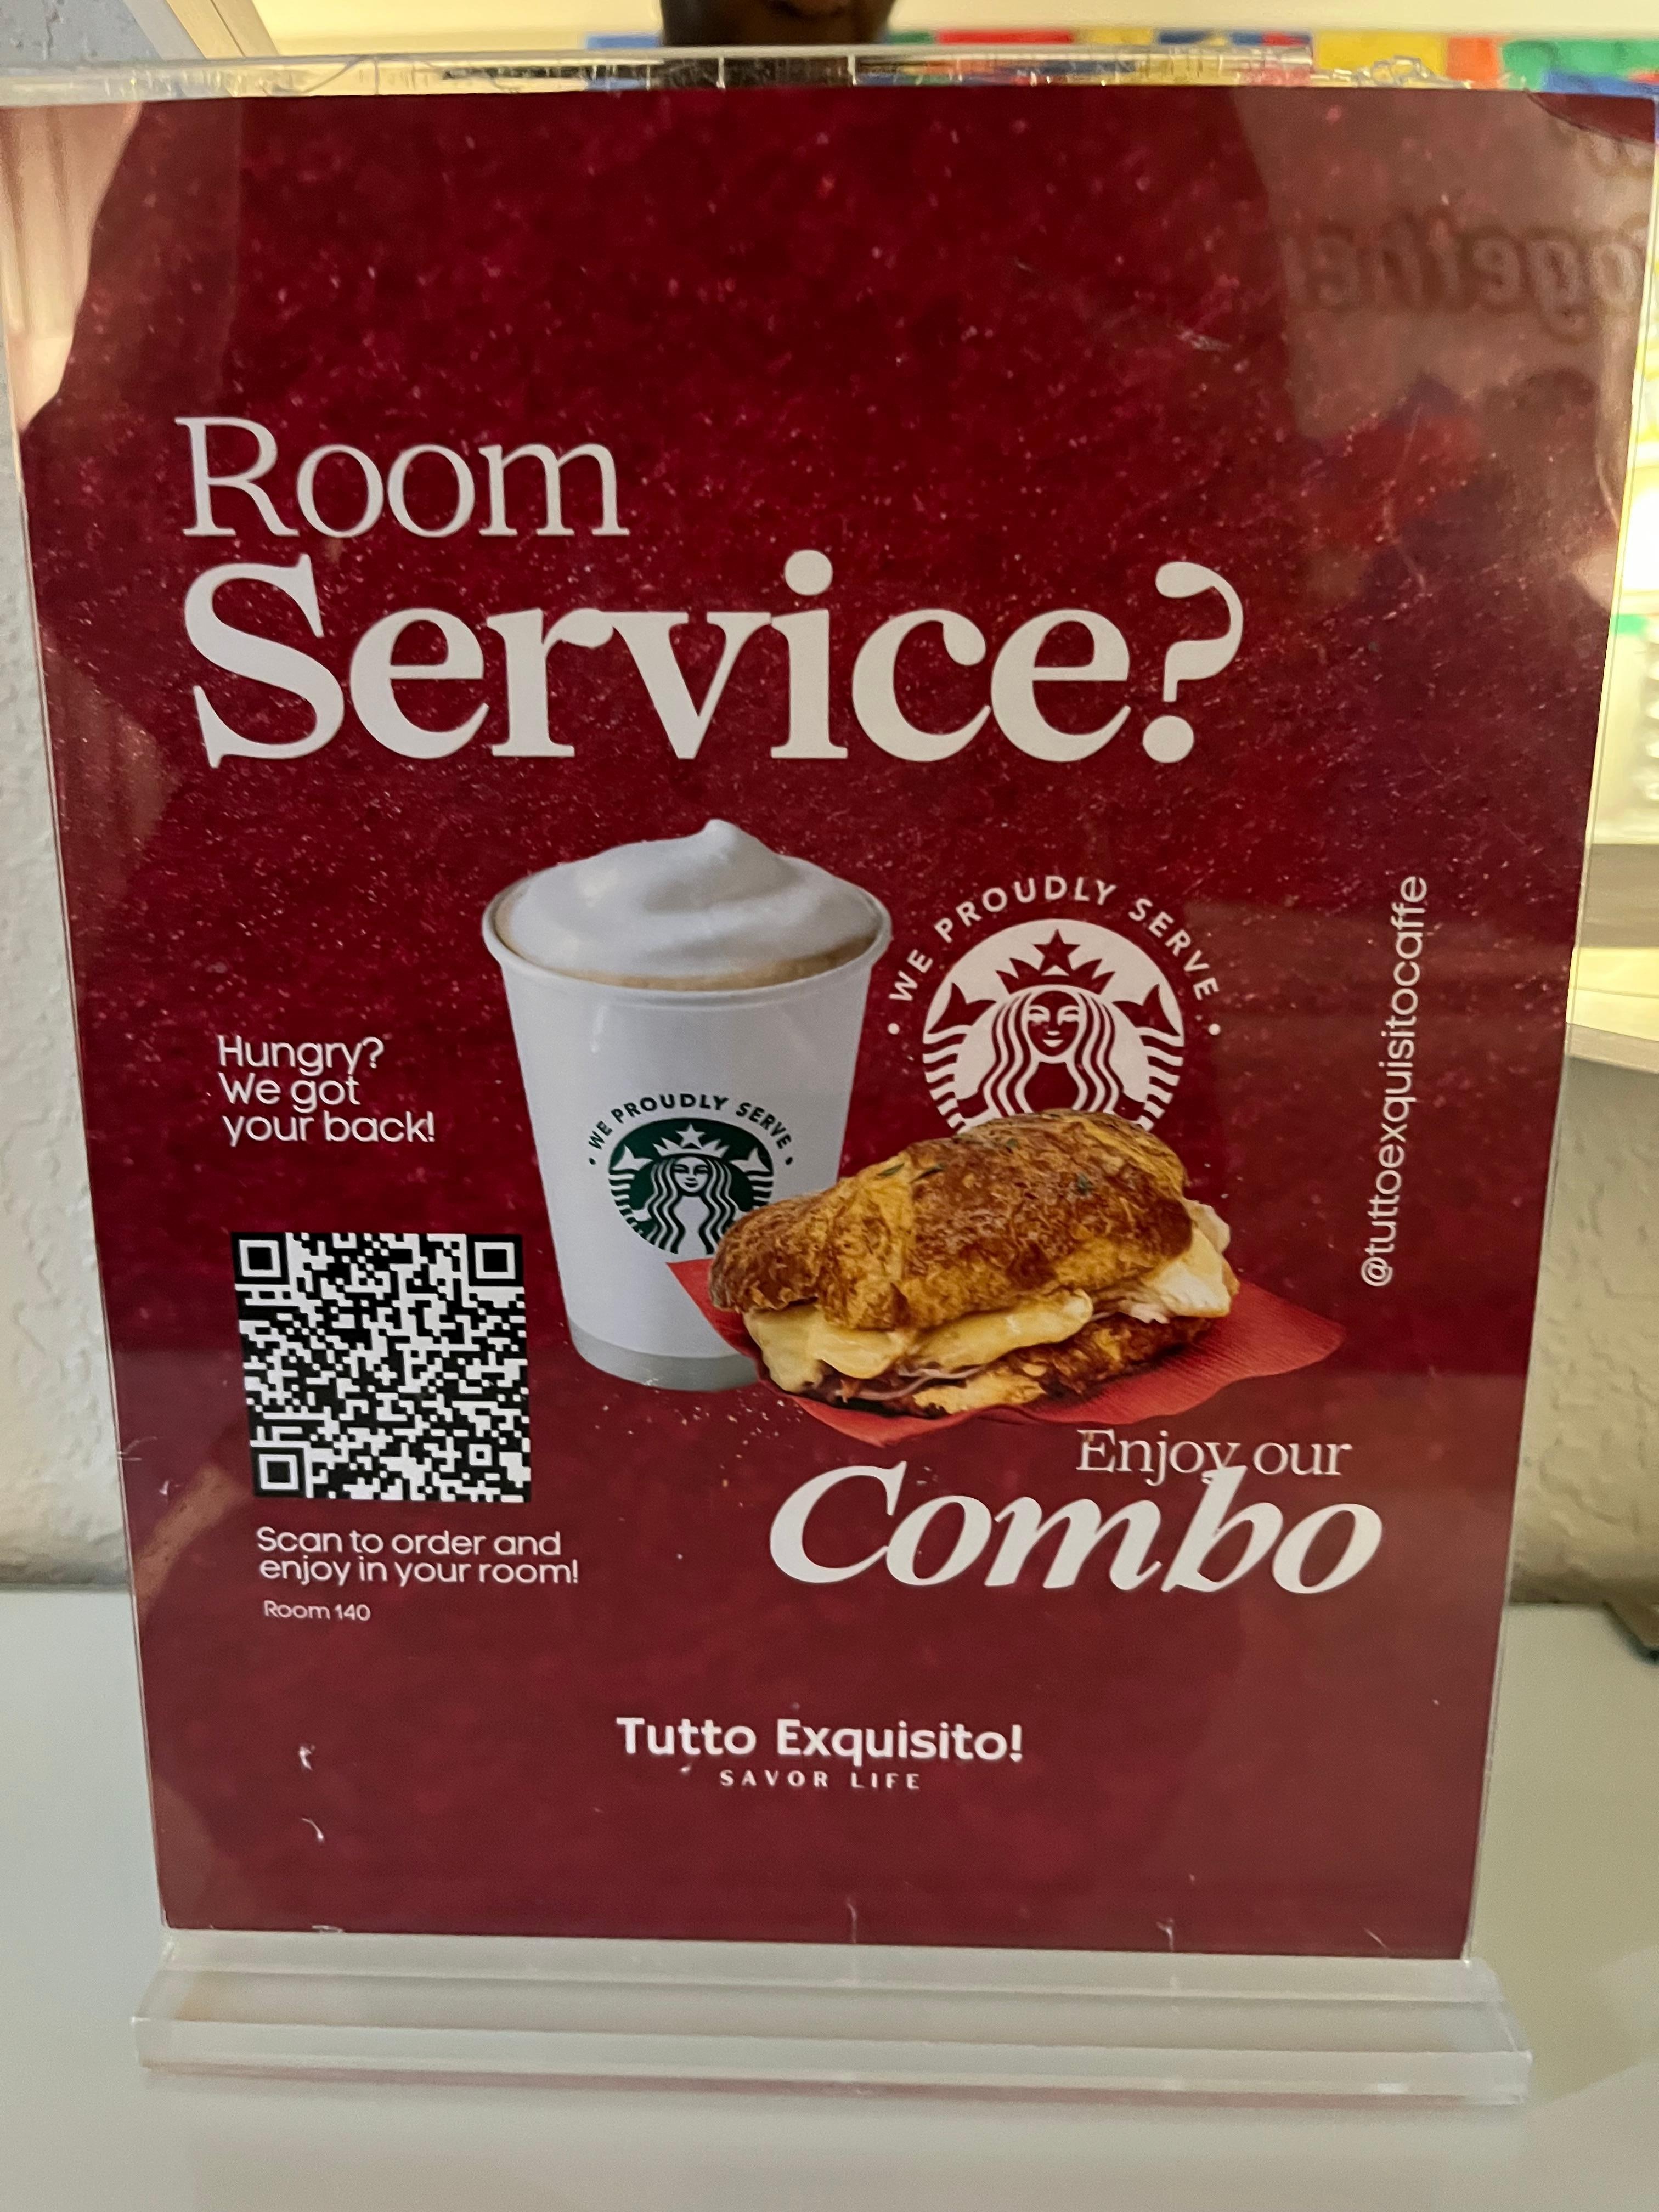 Room
Service?
WE PROUDLY SERVE
Hungry?
We got
your back!
WE PROUDLY SERVE
@tuttoexquisitocaffe
Enjoy our
Combo
Scan to order and
enjoy in your room!
Room 140
Tutto Exquisito!
SAVOR LIFE